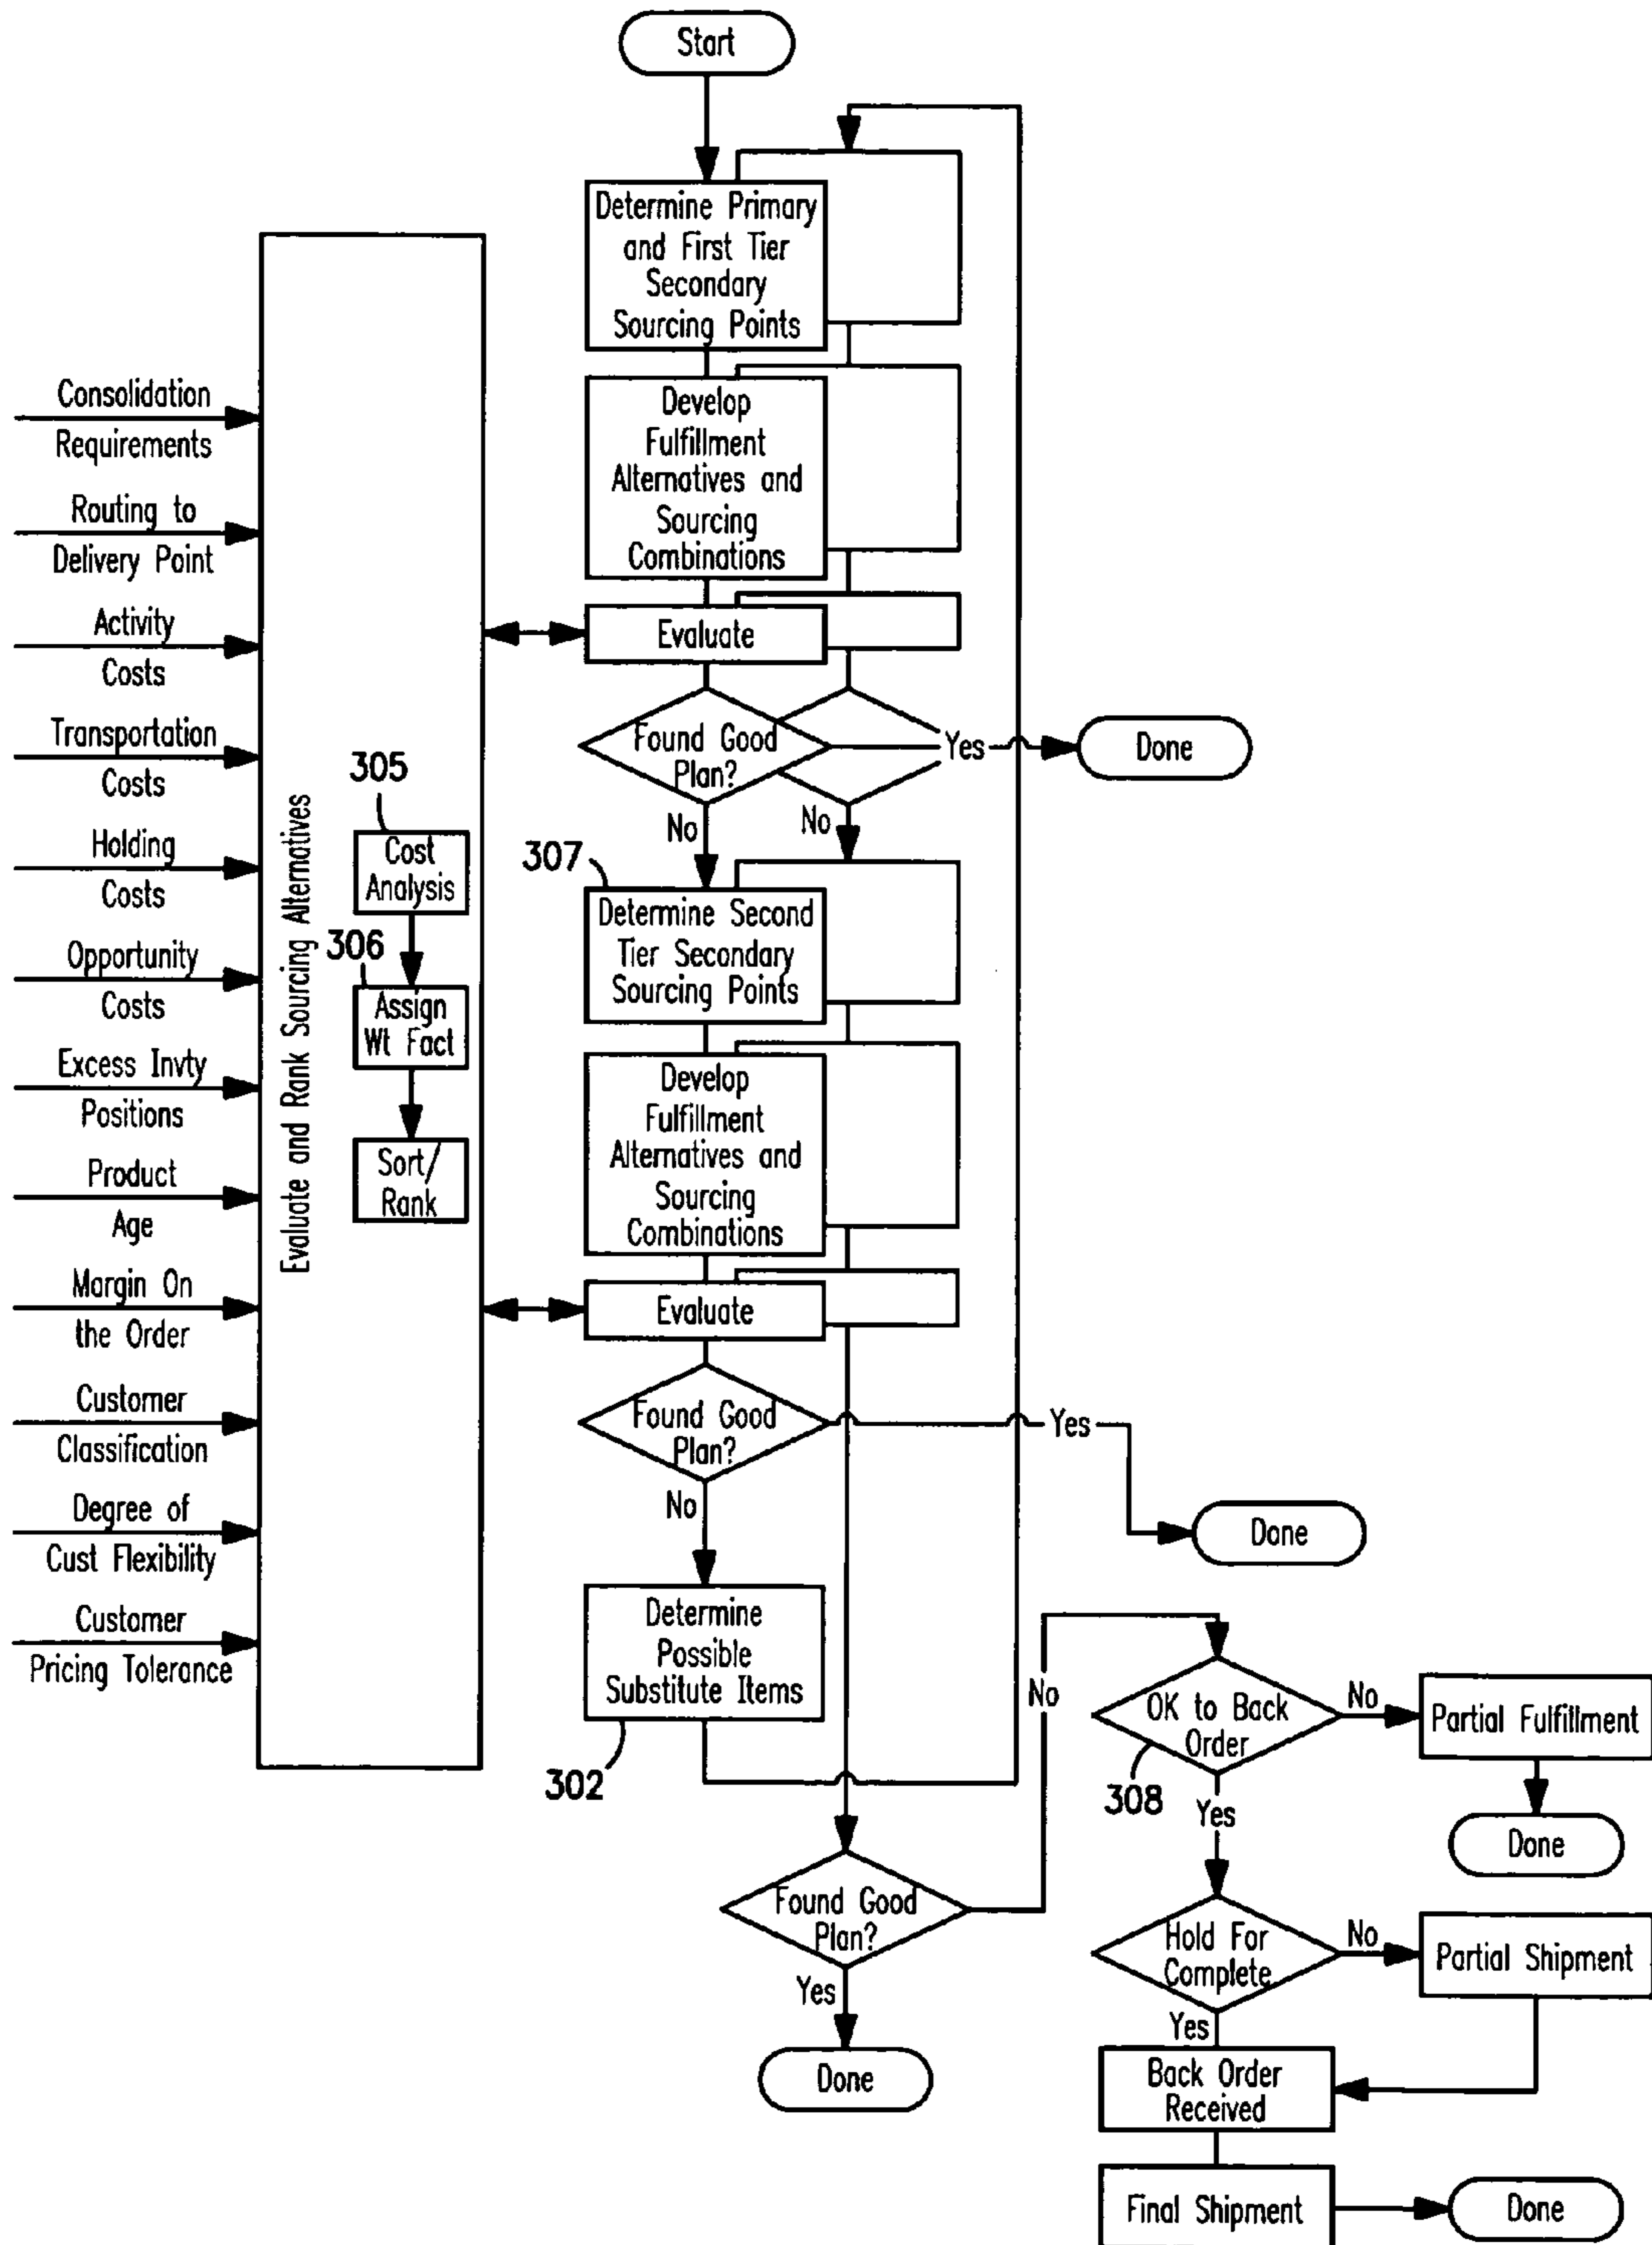 Start
Determine Primary
and First Tier
Secondary
Sourcing Points
Develop
Fulfillment
Alternatives and
Sourcing
Combinations
Evaluate
Found Good
Plan?
Yes
Done
No
No
307
Determine Second
Tier Secondary
Sourcing Points
Develop
Fulfillment
Alternatives and
Sourcing
Combinations
Evaluate
Found Good
Plan?
Yes
Done
No
Determine
Possible
Substitute Items
302
Found Good
Plan?
Yes
Done
No
OK to Back
Order
308
No
Partial Fulfillment
Done
Yes
Hold For
Complete
No
Partial Shipment
Yes
Back Order
Received
Final Shipment
Done
Consolidation
Requirements
Routing to
Delivery Point
Activity
Costs
Transportation
Costs
Holding
Costs
Opportunity
Costs
Excess Invty
Positions
Product
Age
Margin On
the Order
Customer
Classification
Degree of
Cust Flexibility
Customer
Pricing Tolerance
Evaluate and Rank Sourcing Alternatives
305
Cost
Analysis
306
Assign
Wt Fact
Sort/
Rank